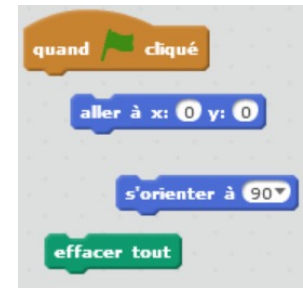 quand cliqué
aller à x: 0 y: 0
s'orienter à 90
effacer tout